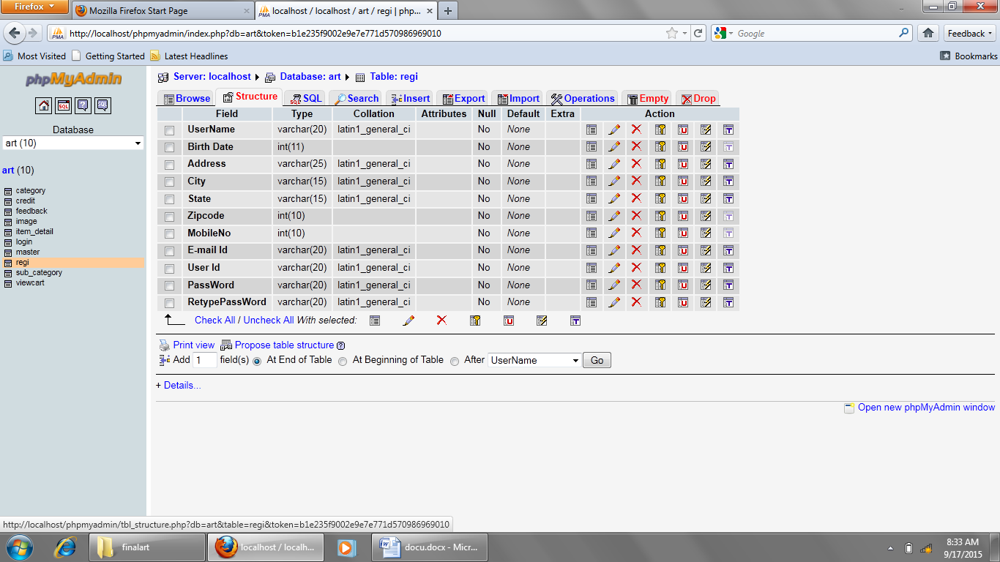 Firefox
Mozilla Firefox Start Page
localhost / localhost / art / regi | php...
PMA
http://localhost/phpmyadmin/index.php?db=art&token=b1e235f9002e9e7e771d570986969010
Google
Feedback
Most Visited
Getting Started
Latest Headlines
Bookmarks
phpMyAdmin
SQL
Database
art (10)
art (10)
category
credit
feedback
image
item_detail
login
master
regi
sub_category
viewcart
Server: localhost
Database: art
Table: regi
Browse Structure SQL Search Insert Export Import Operations Empty Drop
Field Type Collation Attributes Null Default Extra Action
UserName varchar(20) latin1_general_ci No None
Birth Date int(11) No None
Address varchar(25) latin1_general_ci No None
City varchar(15) latin1_general_ci No None
State varchar(15) latin1_general_ci No None
Zipcode int(10) No None
MobileNo int(10) No None
E-mail Id varchar(20) latin1_general_ci No None
User Id varchar(20) latin1_general_ci No None
PassWord varchar(20) latin1_general_ci No None
RetypePassWord varchar(20) latin1_general_ci No None
Check All / Uncheck All With selected:
Print view Propose table structure
Add 1 field(s) At End of Table At Beginning of Table After UserName Go
+ Details...
Open new phpMyAdmin window
http://localhost/phpmyadmin/tbl_structure.php?db=art&table=regi&token=b1e235f9002e9e7e771d570986969010
finalart
localhost / localh...
docu.docx - Micr...
8:33 AM
9/17/2015